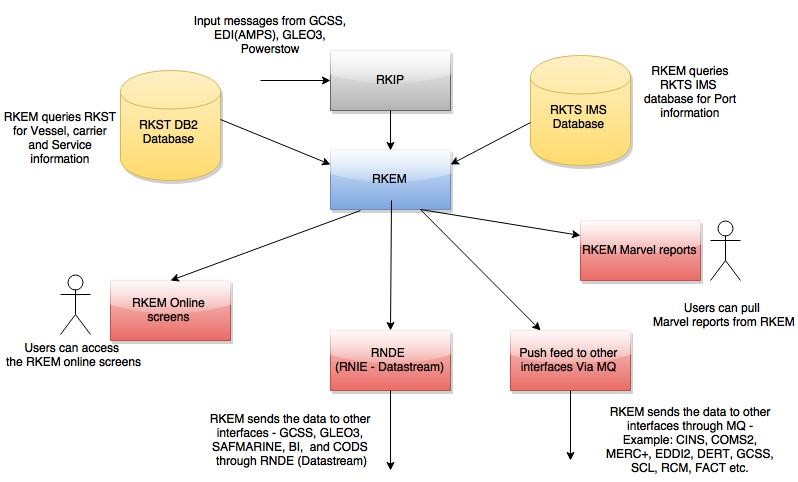 Input messages from GCSS,
EDI(AMPS), GLEO3,
Powerstow
RKIP
RKEM queries RKST
for Vessel, carrier
and Service
information
RKST DB2
Database
RKTS IMS
Database
RKEM queries
RKTS IMS
database for Port
information
RKEM
RKEM Marvel reports
Users can pull
Marvel reports from RKEM
RKEM Online
screens
Users can access
the RKEM online screens
RNDE
(RNIE - Datastream)
Push feed to other
interfaces Via MQ
RKEM sends the data to other
interfaces - GCSS, GLEO3,
SAFMARINE, BI,  and CODS
through RNDE (Datastream)
RKEM sends the data to other
interfaces through MQ -
Example: CINS, COMS2,
MERC+, EDDI2, DERT, GCSS,
SCL, RCM, FACT etc.